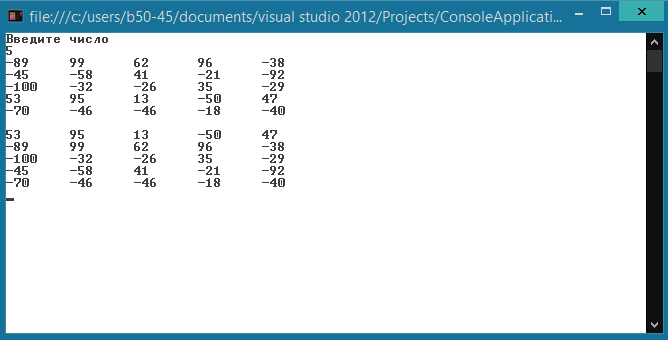 file:///c:/users/b50-45/documents/visual studio 2012/Projects/ConsoleApplicati...
Введите число
5
-89 99 62 96 -38
-45 -58 41 -21 -92
-100 -32 -26 35 -29
53 95 13 -50 47
-70 -46 -46 -18 -40
53 95 13 -50 47
-89 99 62 96 -38
-100 -32 -26 35 -29
-45 -58 41 -21 -92
-70 -46 -46 -18 -40